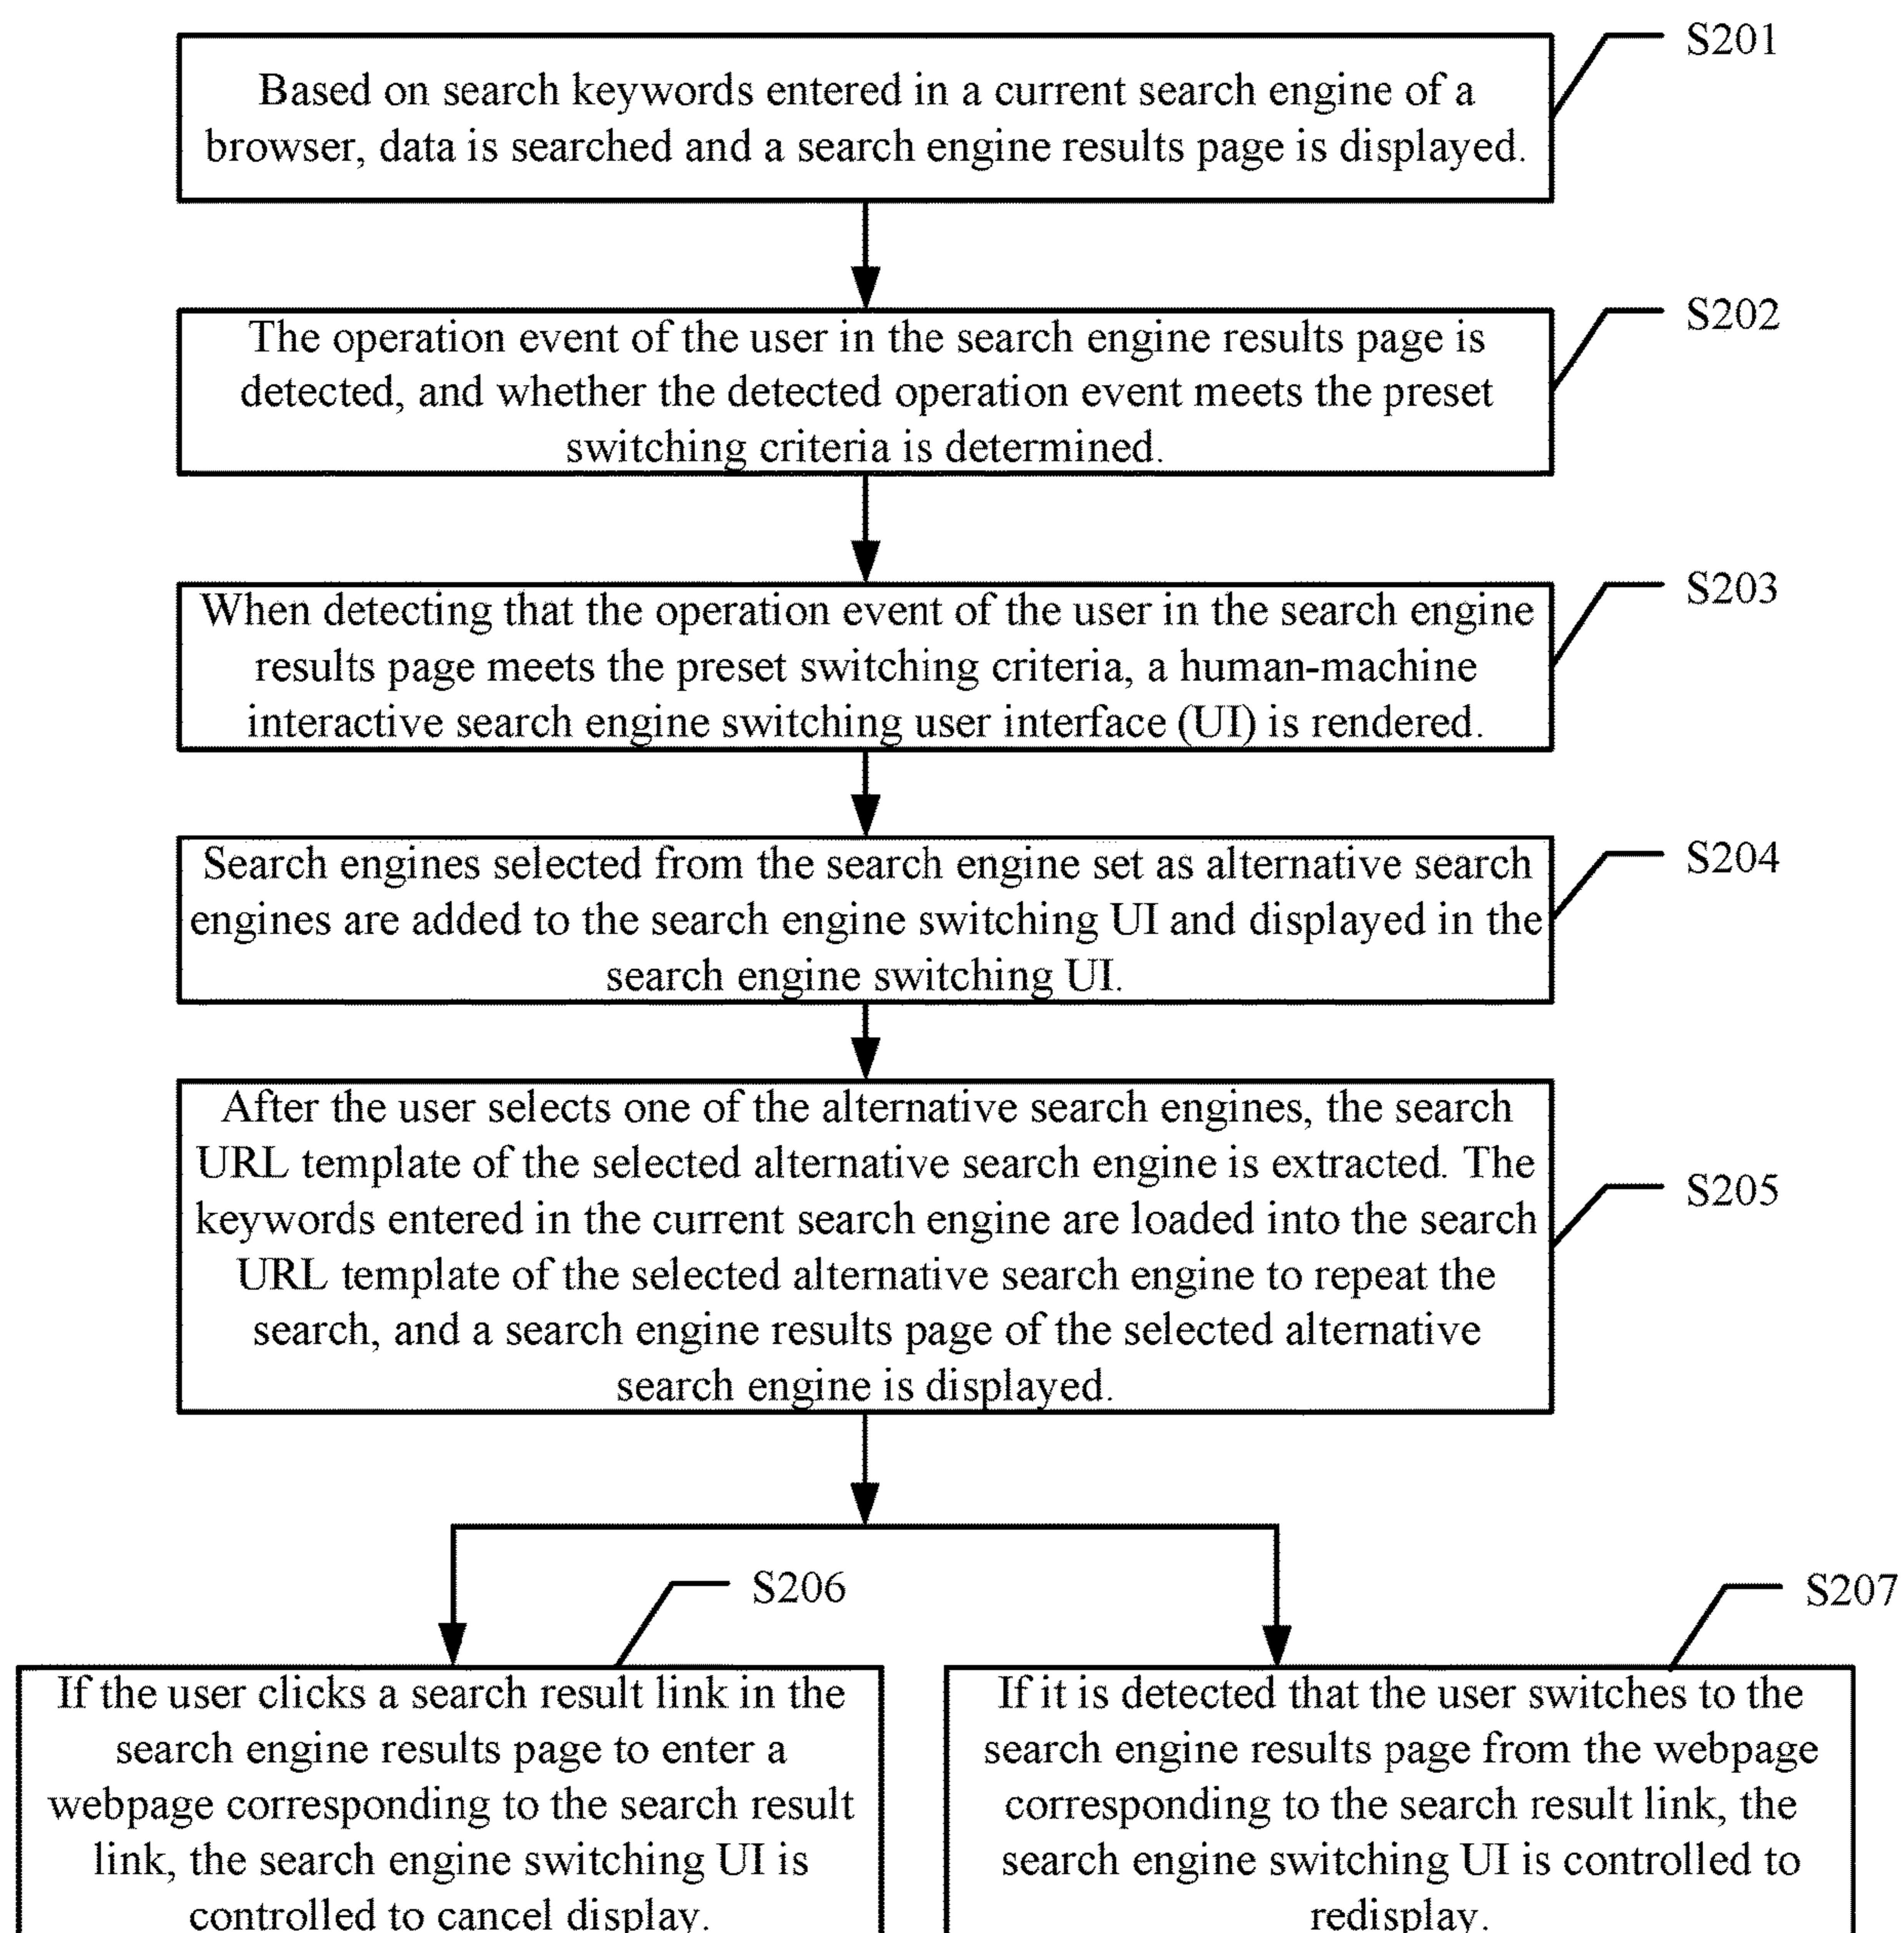 S201
Based on search keywords entered in a current search engine of a
browser, data is searched and a search engine results page is displayed.
S202
The operation event of the user in the search engine results page is
detected, and whether the detected operation event meets the preset
switching criteria is determined.
S203
When detecting that the operation event of the user in the search engine
results page meets the preset switching criteria, a human-machine
interactive search engine switching user interface (UI) is rendered.
S204
Search engines selected from the search engine set as alternative search
engines are added to the search engine switching UI and displayed in the
search engine switching UI.
S205
After the user selects one of the alternative search engines, the search
URL template of the selected alternative search engine is extracted. The
keywords entered in the current search engine are loaded into the search
URL template of the selected alternative search engine to repeat the
search, and a search engine results page of the selected alternative
search engine is displayed.
S206
If the user clicks a search result link in the
search engine results page to enter a
webpage corresponding to the search result
link, the search engine switching UI is
controlled to cancel display.
S207
If it is detected that the user switches to the
search engine results page from the webpage
corresponding to the search result link, the
search engine switching UI is controlled to
redisplay.